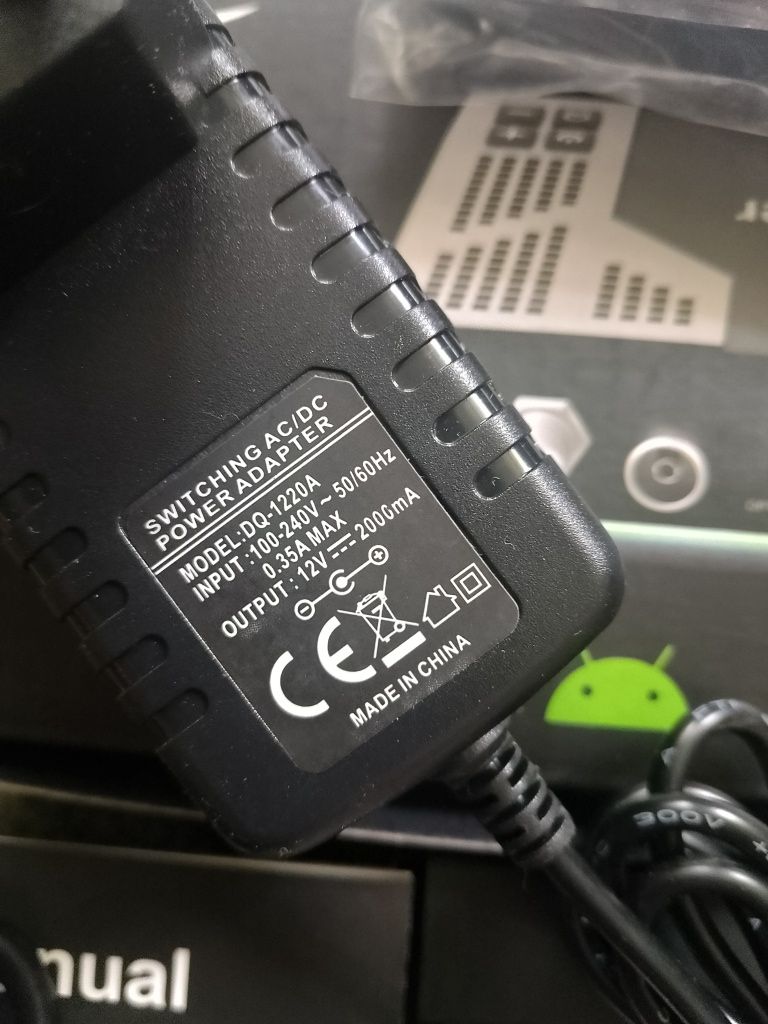 SWITCHING AC/DC
POWER ADAPTER
MODEL:DQ-1220A
INPUT : 100-240V ~ 50/60Hz
0.35A MAX
OUTPUT : 12V ⎓ 2000mA
CE
MADE IN CHINA
300V
nual